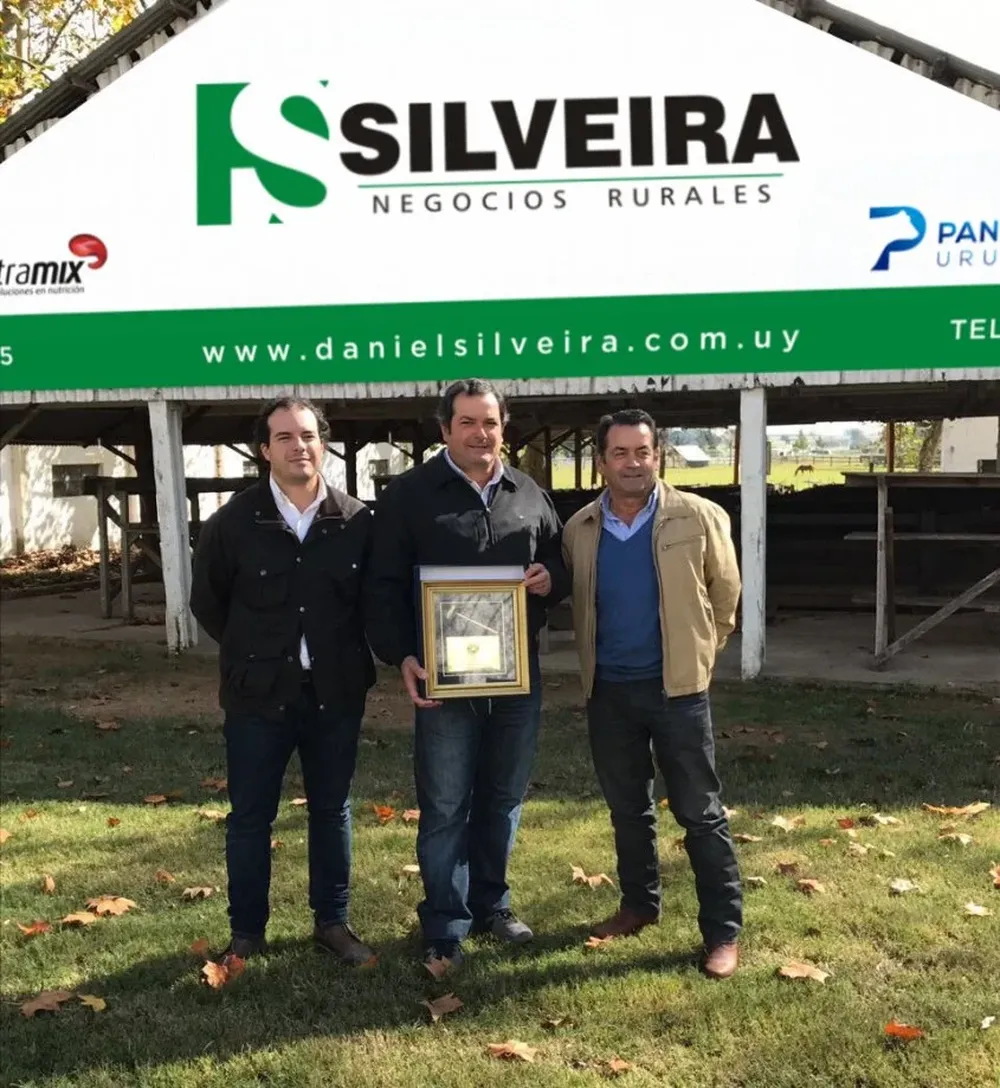 SILVEIRA
NEGOCIOS RURALES
tramix
luciones en nutrición
PAN
URU
5
www.danielsilveira.com.uy
TEL